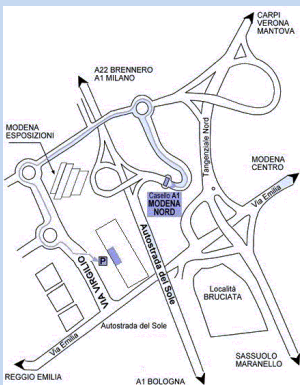 CARPI
VERONA
MANTOVA
A22 BRENNERO
A1 MILANO
MODENA
ESPOSIZIONI
Tangenziale Nord
MODENA
CENTRO
Casello A1
MODENA
NORD
Via Emilia
P
VIA VIRGILIO
Autostrada del Sole
Località
BRUCIATA
Autostrada del Sole
Via Emilia
REGGIO EMILIA
A1 BOLOGNA
SASSUOLO
MARANELLO